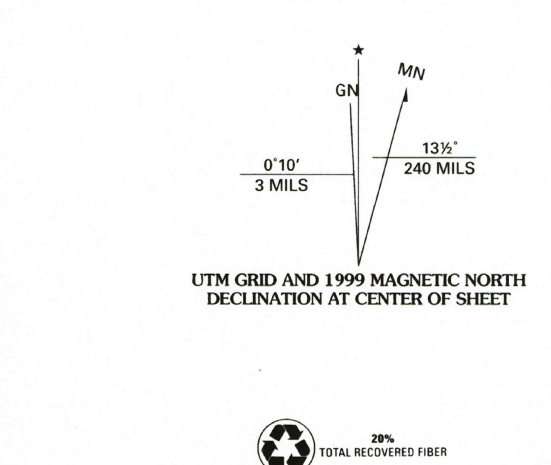 ★
MN
GN
13½°
240 MILS
0°10′
3 MILS
UTM GRID AND 1999 MAGNETIC NORTH
DECLINATION AT CENTER OF SHEET
20%
TOTAL RECOVERED FIBER